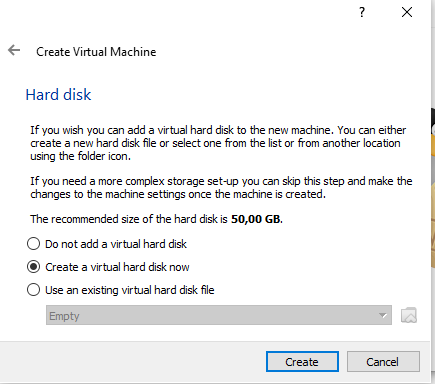 ?
Create Virtual Machine
Hard disk
If you wish you can add a virtual hard disk to the new machine. You can either
create a new hard disk file or select one from the list or from another location
using the folder icon.
If you need a more complex storage set-up you can skip this step and make the
changes to the machine settings once the machine is created.
The recommended size of the hard disk is 50,00 GB.
Do not add a virtual hard disk
Create a virtual hard disk now
Use an existing virtual hard disk file
Empty
Create Cancel